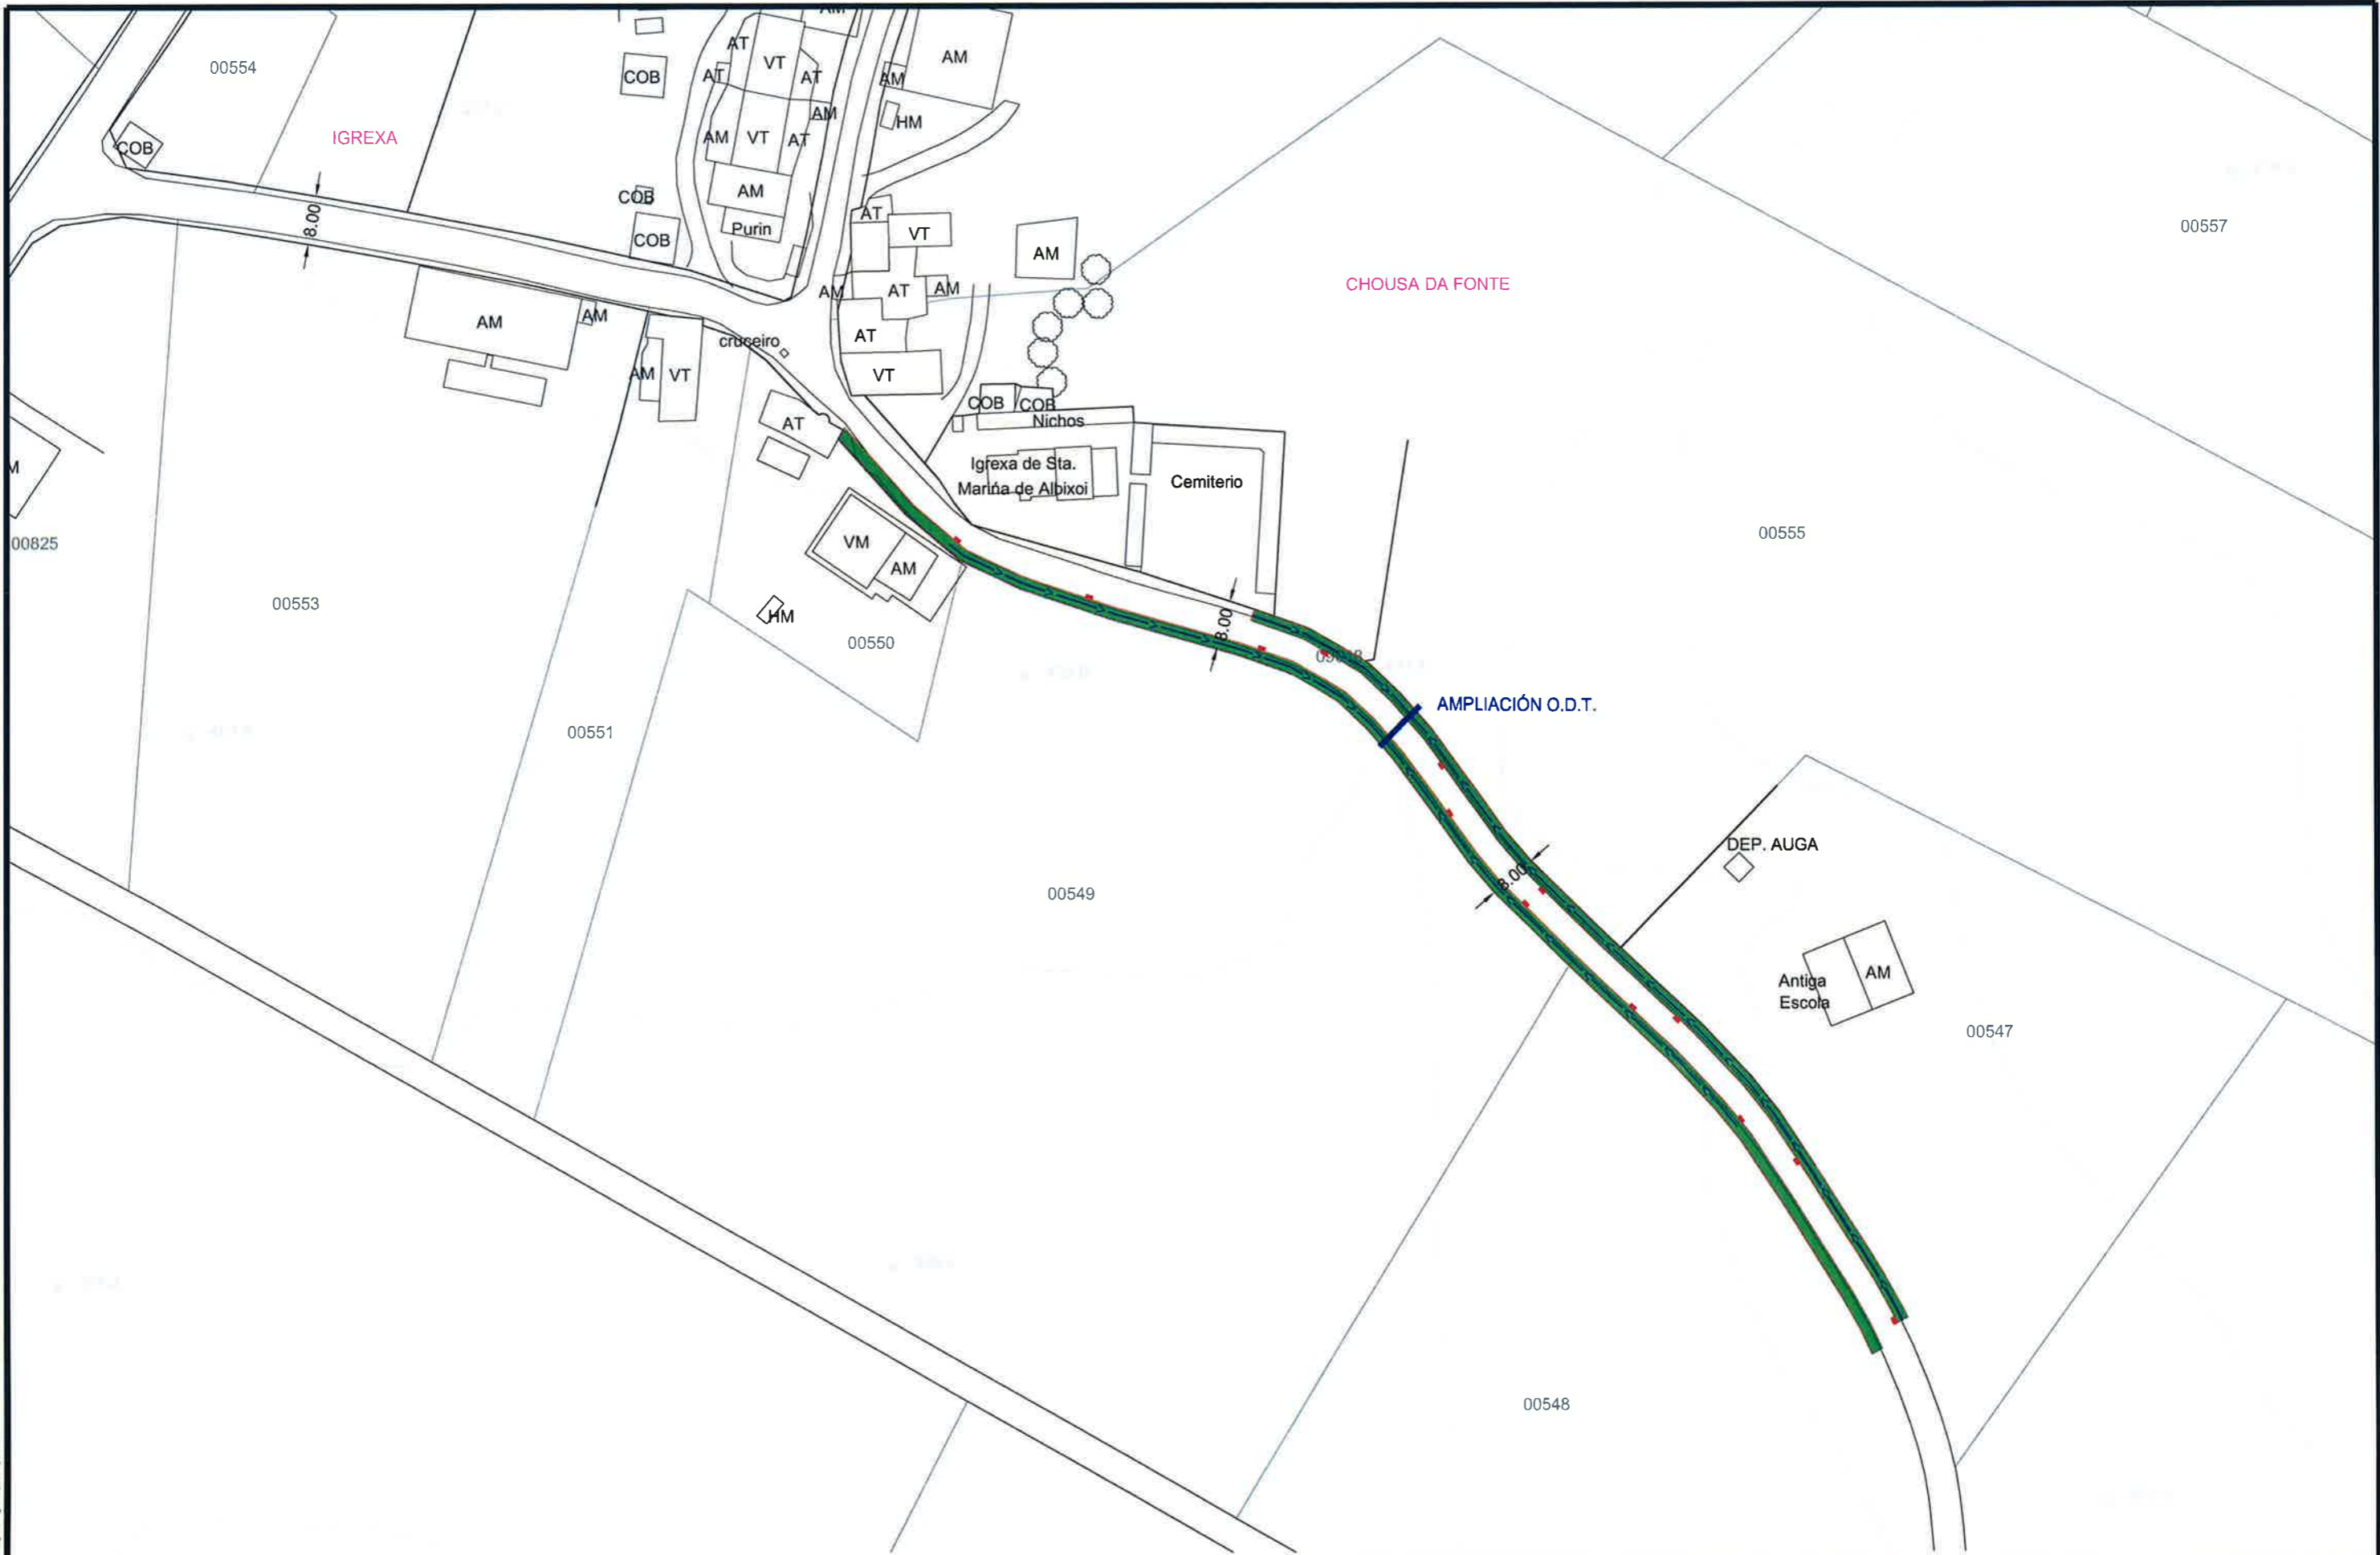 AM
AT
VT
AT
AM
00554
COB
AT
AT
AM
AM
HM
IGREXA
AM
VT
AT
COB
COB
AM
8.00
COB
Purin
AT
VT
AM
00557
CHOUSA DA FONTE
AM
AT
AM
AM
AM
cruceiro
AT
AM
VT
VT
COB
COB
Nichos
AT
Igrexa de Sta.
Mariña de Albixoi
Cemiterio
M
00825
VM
AM
00555
00553
HM
00550
8.00
00551
AMPLIACIÓN O.D.T.
DEP. AUGA
8.00
00549
Antiga
Escola
AM
00547
00548